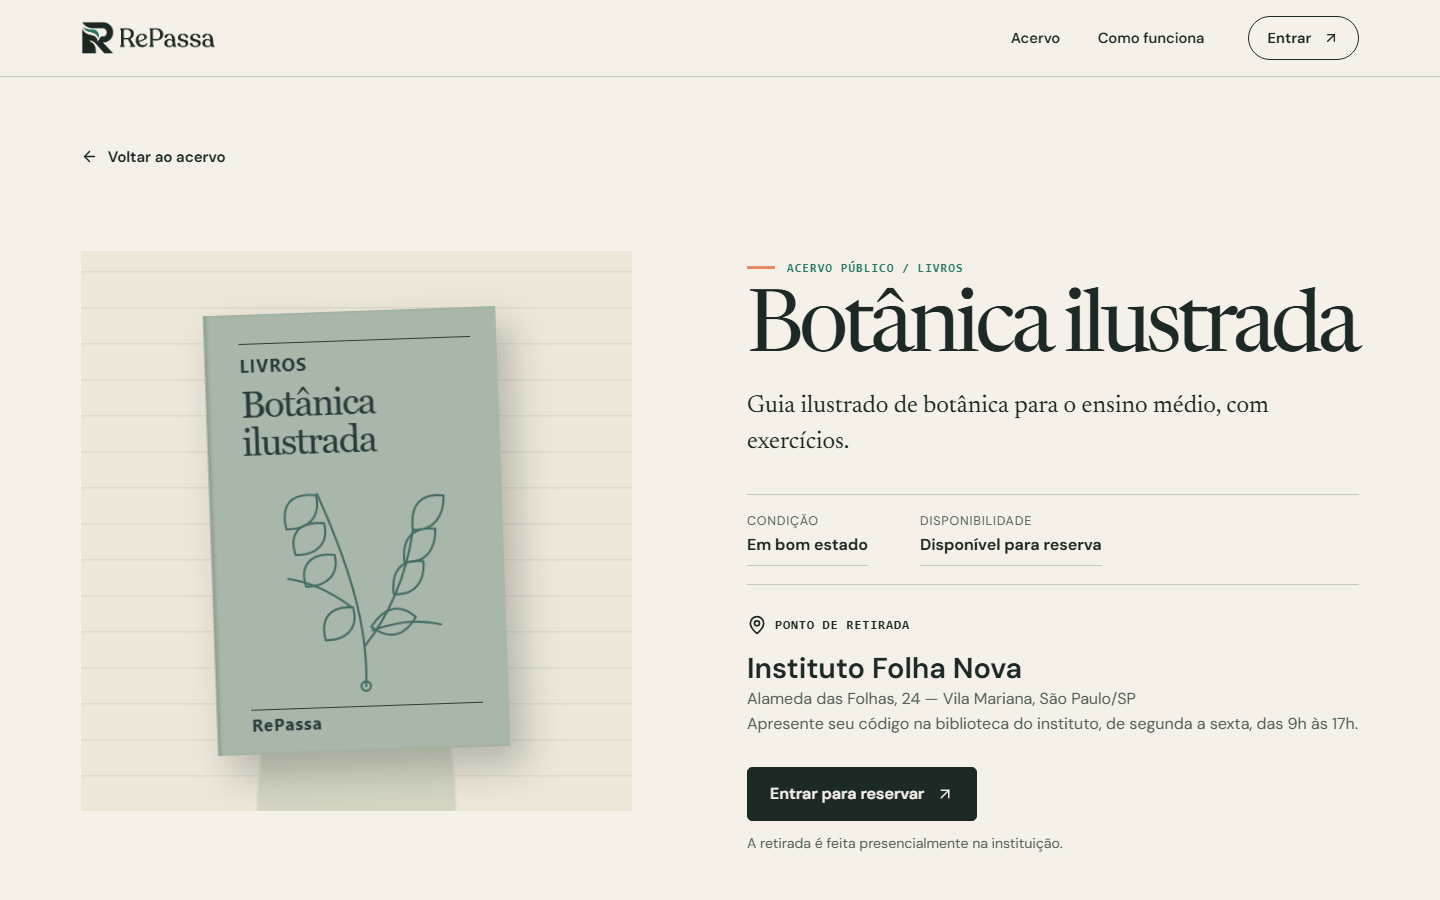 RePassa
Acervo
Como funciona
Entrar
Voltar ao acervo
LIVROS
Botânica
ilustrada
RePassa
ACERVO PÚBLICO / LIVROS
Botânica ilustrada
Guia ilustrado de botânica para o ensino médio, com
exercícios.
CONDIÇÃO
Em bom estado
DISPONIBILIDADE
Disponível para reserva
PONTO DE RETIRADA
Instituto Folha Nova
Alameda das Folhas, 24 — Vila Mariana, São Paulo/SP
Apresente seu código na biblioteca do instituto, de segunda a sexta, das 9h às 17h.
Entrar para reservar
A retirada é feita presencialmente na instituição.